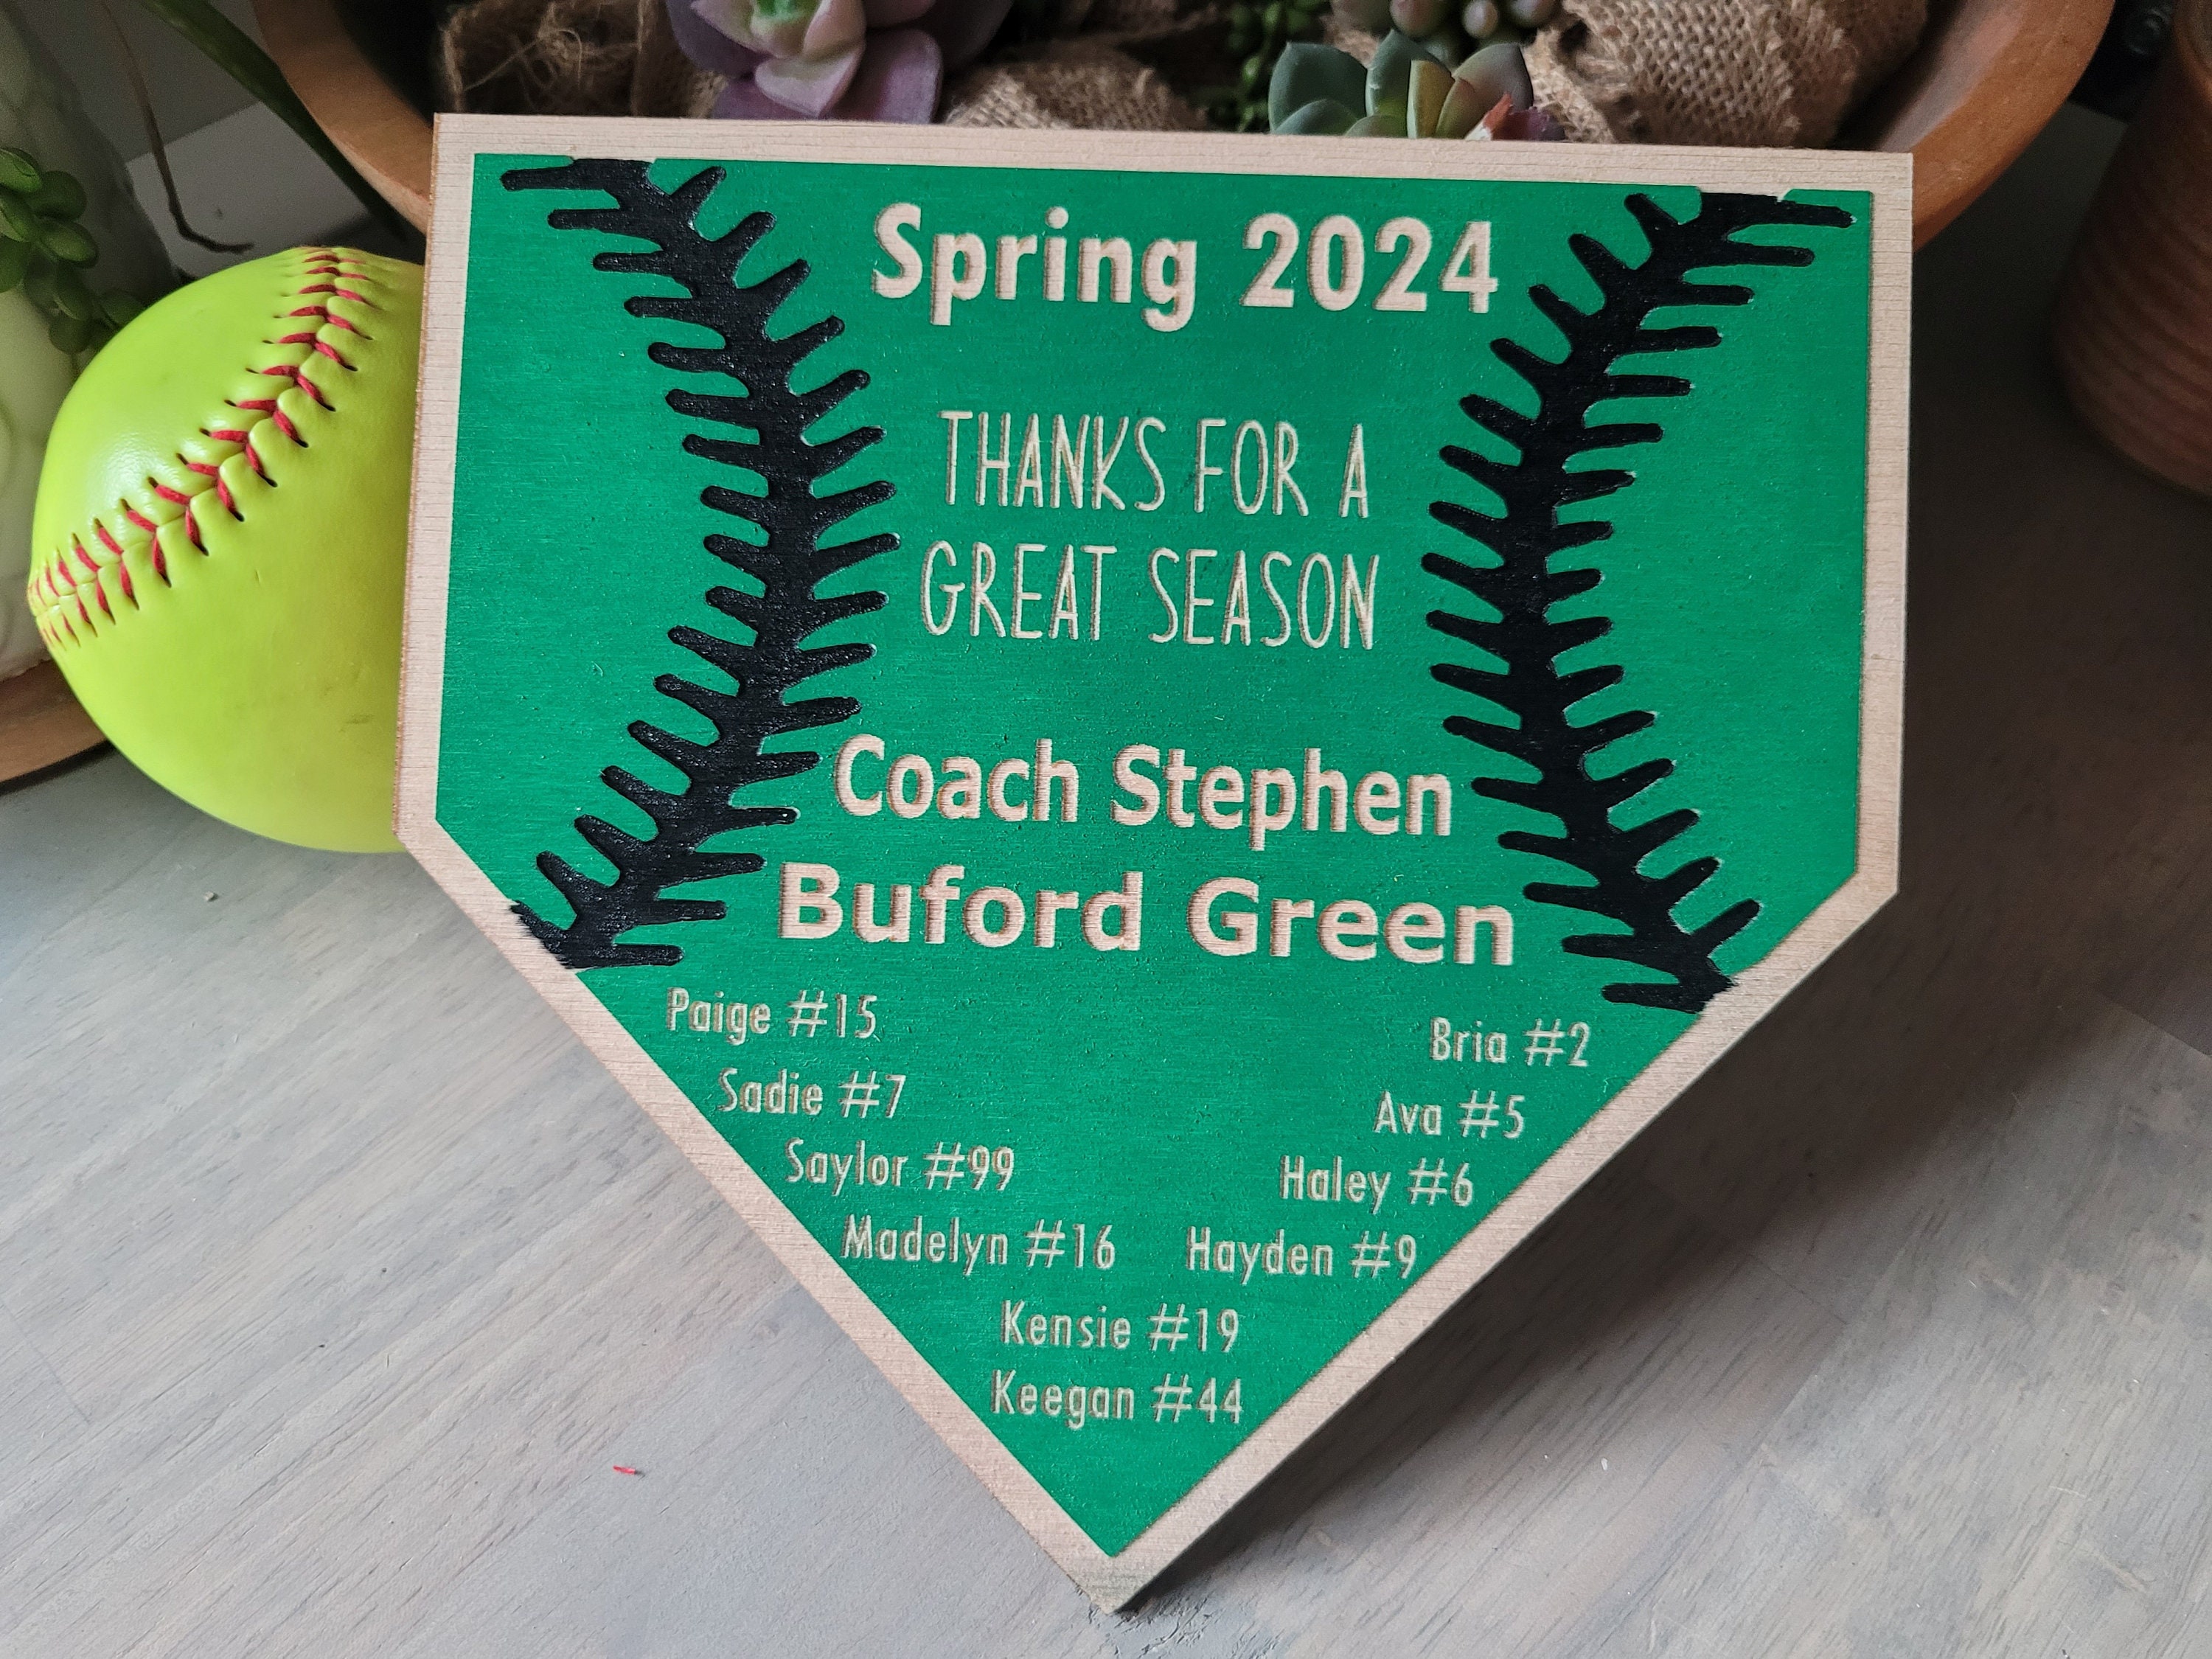 Spring 2024
THANKS FOR A
GREAT SEASON
Coach Stephen
Buford Green
Paige #15
Bria #2
Sadie #7
Ava #5
Saylor #99
Haley #6
Madelyn #16 Hayden #9
Kensie #19
Keegan #44